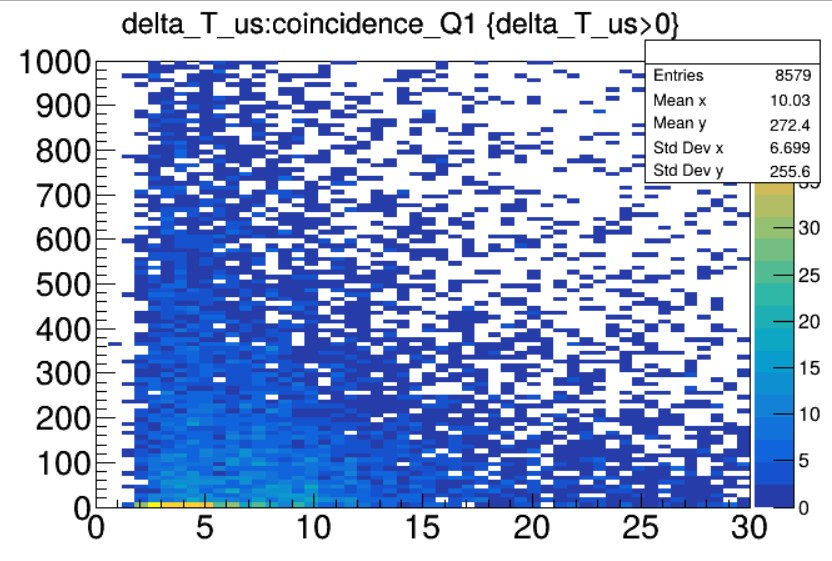 delta_T_us:coincidence_Q1 {delta_T_us>0}
Entries 8579
Mean x 10.03
Mean y 272.4
Std Dev x 6.699
Std Dev y 255.6
1000
900
800
700
600
500
400
300
200
100
0
0 5 10 15 20 25 30
30
25
20
15
10
5
0